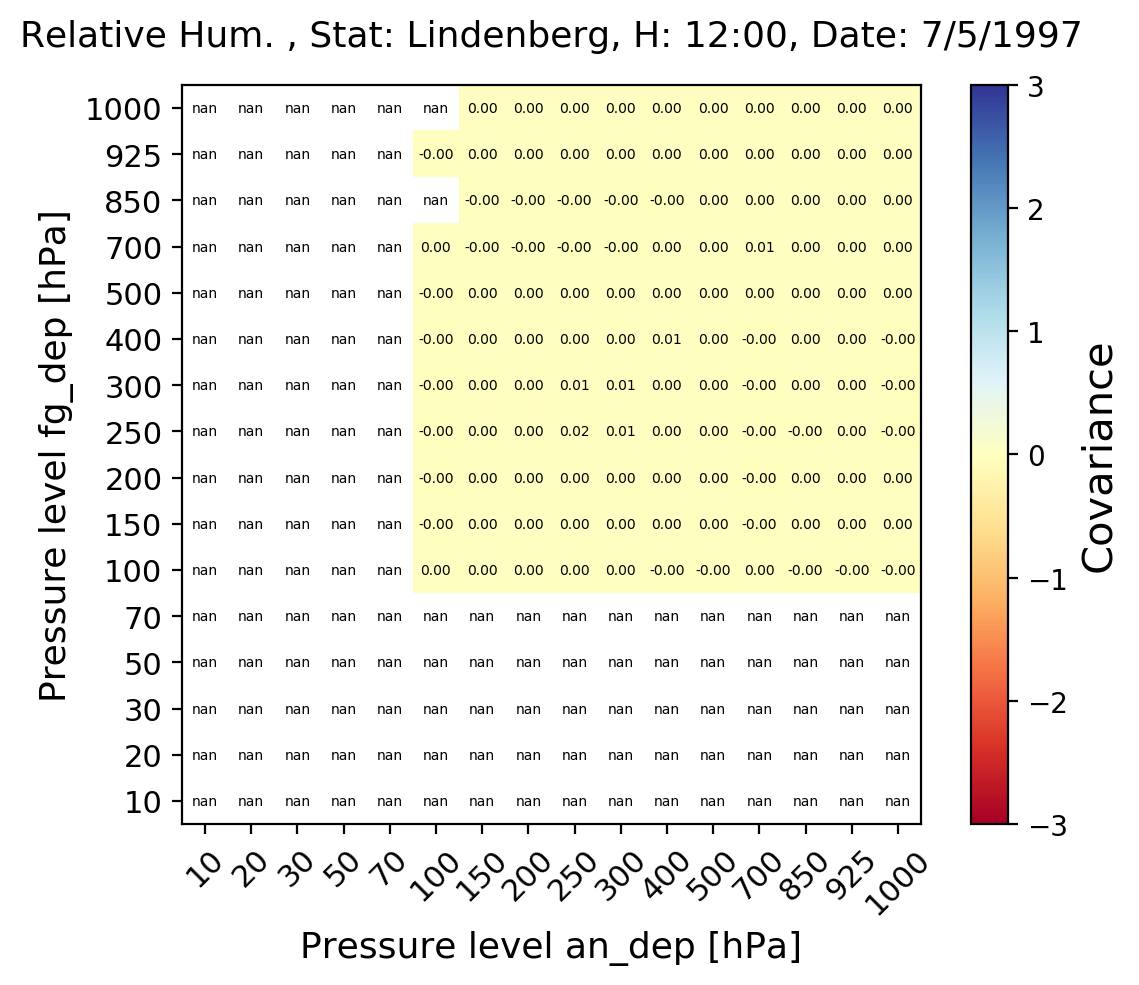 Relative Hum. , Stat: Lindenberg, H: 12:00, Date: 7/5/1997
Pressure level fg_dep [hPa]
1000 nan nan nan nan nan nan 0.00 0.00 0.00 0.00 0.00 0.00 0.00 0.00 0.00 0.00
925 nan nan nan nan nan -0.00 0.00 0.00 0.00 0.00 0.00 0.00 0.00 0.00 0.00 0.00
850 nan nan nan nan nan nan -0.00 -0.00 -0.00 -0.00 -0.00 0.00 0.00 0.00 0.00 0.00
700 nan nan nan nan nan 0.00 -0.00 -0.00 -0.00 -0.00 0.00 0.00 0.01 0.00 0.00 0.00
500 nan nan nan nan nan -0.00 0.00 0.00 0.00 0.00 0.00 0.00 0.00 0.00 0.00 0.00
400 nan nan nan nan nan -0.00 0.00 0.00 0.00 0.00 0.01 0.00 -0.00 0.00 0.00 -0.00
300 nan nan nan nan nan -0.00 0.00 0.00 0.01 0.01 0.00 0.00 -0.00 0.00 0.00 -0.00
250 nan nan nan nan nan -0.00 0.00 0.00 0.02 0.01 0.00 0.00 -0.00 -0.00 0.00 -0.00
200 nan nan nan nan nan -0.00 0.00 0.00 0.00 0.00 0.00 0.00 -0.00 0.00 0.00 0.00
150 nan nan nan nan nan -0.00 0.00 0.00 0.00 0.00 0.00 0.00 -0.00 0.00 0.00 0.00
100 nan nan nan nan nan 0.00 0.00 0.00 0.00 0.00 -0.00 -0.00 0.00 -0.00 -0.00 -0.00
70 nan nan nan nan nan nan nan nan nan nan nan nan nan nan nan nan
50 nan nan nan nan nan nan nan nan nan nan nan nan nan nan nan nan
30 nan nan nan nan nan nan nan nan nan nan nan nan nan nan nan nan
20 nan nan nan nan nan nan nan nan nan nan nan nan nan nan nan nan
10 nan nan nan nan nan nan nan nan nan nan nan nan nan nan nan nan
10 20 30 50 70 100 150 200 250 300 400 500 700 850 925 1000
Pressure level an_dep [hPa]
3
2
1
0
−1
−2
−3
Covariance